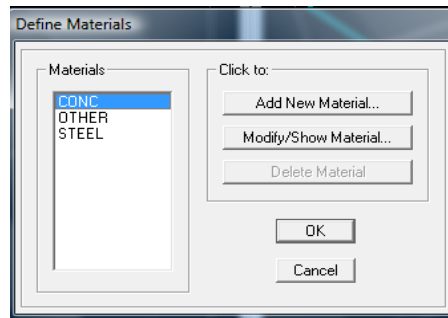 Define Materials
Materials
CONC
OTHER
STEEL
Click to:
Add New Material...
Modify/Show Material...
Delete Material
OK
Cancel